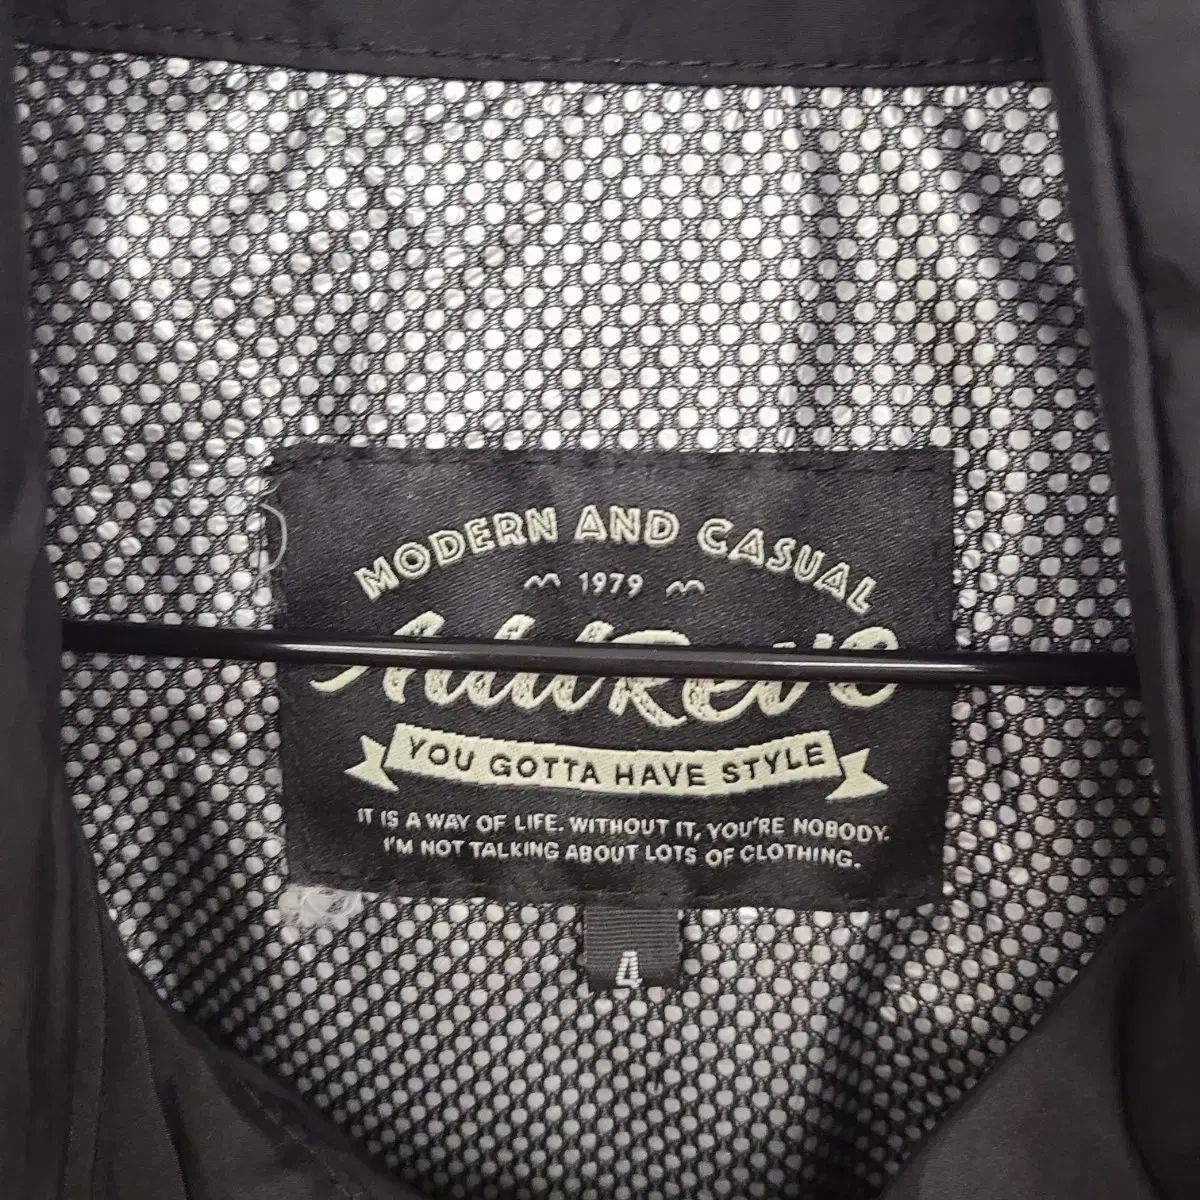 MODERN AND CASUAL
1979
YOU GOTTA HAVE STYLE
IT IS A WAY OF LIFE. WITHOUT IT, YOU'RE NOBODY.
I'M NOT TALKING ABOUT LOTS OF CLOTHING.
4